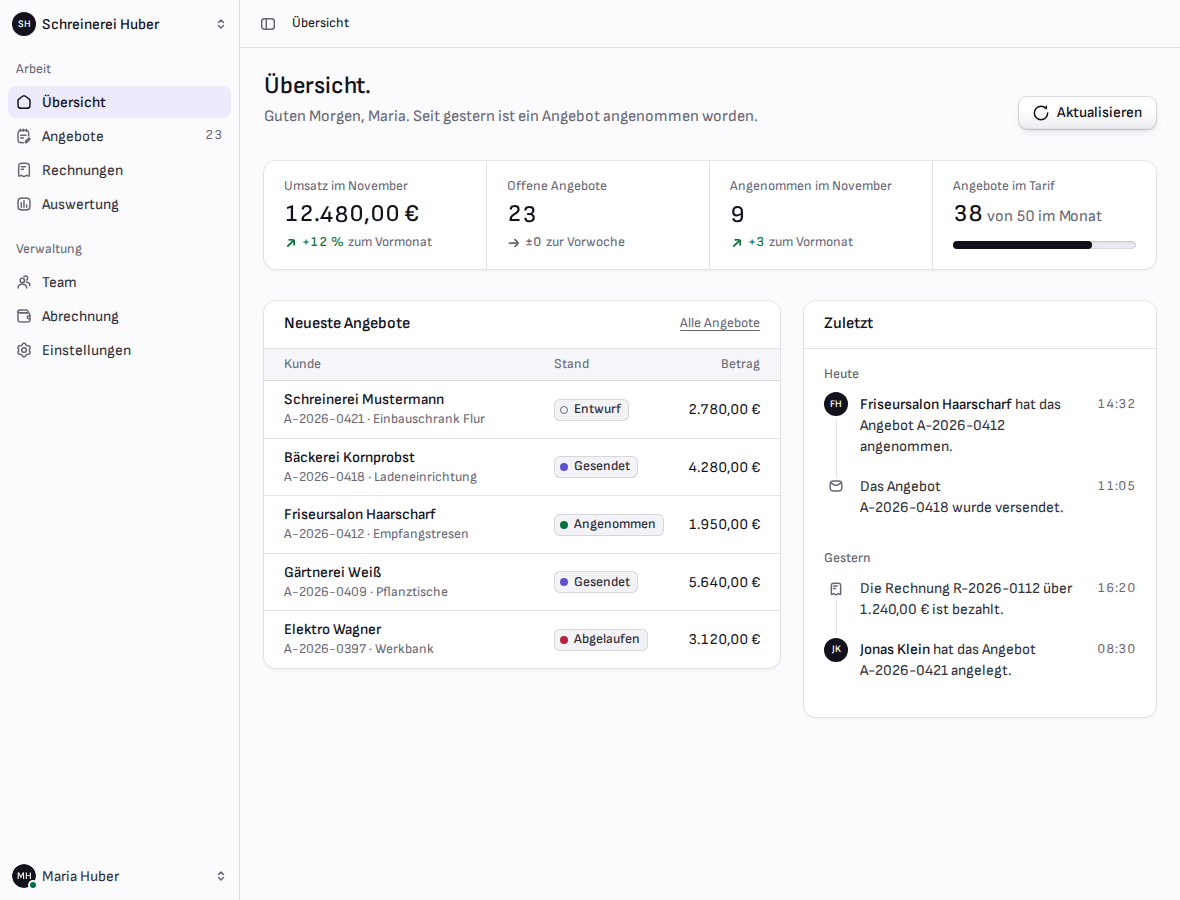 SH Schreinerei Huber
Arbeit
Übersicht
Angebote 23
Rechnungen
Auswertung
Verwaltung
Team
Abrechnung
Einstellungen
MH Maria Huber
Übersicht
Übersicht.
Guten Morgen, Maria. Seit gestern ist ein Angebot angenommen worden.
Aktualisieren
Umsatz im November
12.480,00 €
+12 % zum Vormonat
Offene Angebote
23
±0 zur Vorwoche
Angenommen im November
9
+3 zum Vormonat
Angebote im Tarif
38 von 50 im Monat
Neueste Angebote Alle Angebote
Kunde Stand Betrag
Schreinerei Mustermann
A-2026-0421 · Einbauschrank Flur
Entwurf 2.780,00 €
Bäckerei Kornprobst
A-2026-0418 · Ladeneinrichtung
Gesendet 4.280,00 €
Friseursalon Haarscharf
A-2026-0412 · Empfangstresen
Angenommen 1.950,00 €
Gärtnerei Weiß
A-2026-0409 · Pflanztische
Gesendet 5.640,00 €
Elektro Wagner
A-2026-0397 · Werkbank
Abgelaufen 3.120,00 €
Zuletzt
Heute
FH Friseursalon Haarscharf hat das 14:32
Angebot A-2026-0412
angenommen.
Das Angebot 11:05
A-2026-0418 wurde versendet.
Gestern
Die Rechnung R-2026-0112 über 16:20
1.240,00 € ist bezahlt.
JK Jonas Klein hat das Angebot 08:30
A-2026-0421 angelegt.